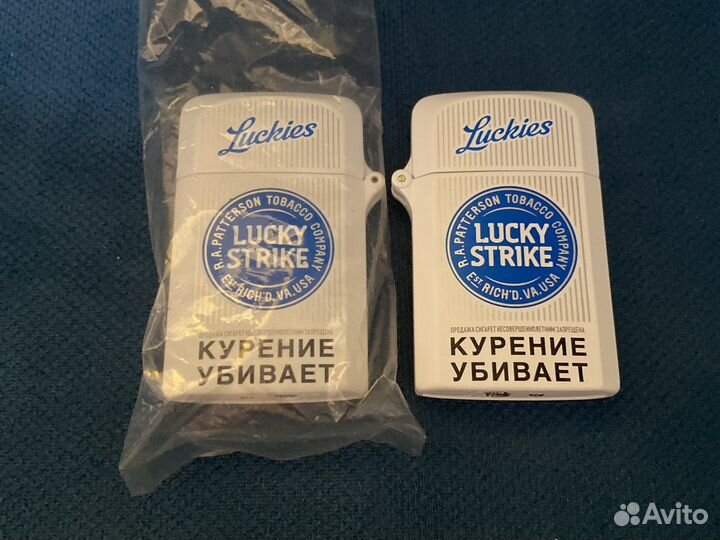 Luckies
R.A.PATTERSON TOBACCO COMPANY
LUCKY
STRIKE
EST RICH'D.VA.USA
ПРОДАЖА СИГАРЕТ НЕСОВЕРШЕННОЛЕТНИМ ЗАПРЕЩЕНА
КУРЕНИЕ
УБИВАЕТ
Luckies
R.A.PATTERSON TOBACCO COMPANY
LUCKY
STRIKE
EST RICH'D.VA.USA
ПРОДАЖА СИГАРЕТ НЕСОВЕРШЕННОЛЕТНИМ ЗАПРЕЩЕНА
КУРЕНИЕ
УБИВАЕТ
Avito